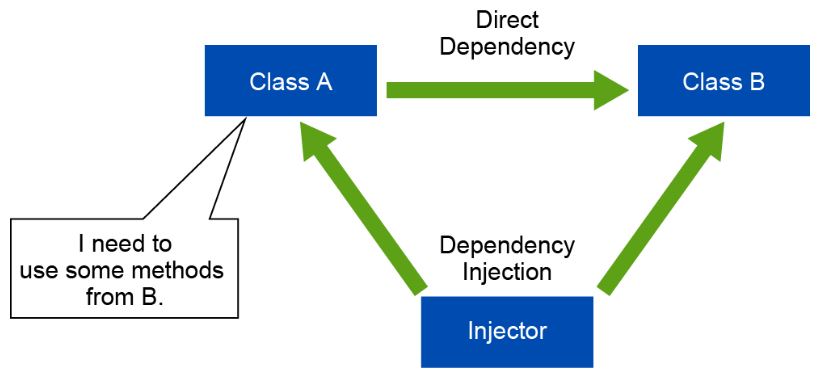 Direct
Dependency
Class A
Class B
I need to
use some methods
from B.
Dependency
Injection
Injector